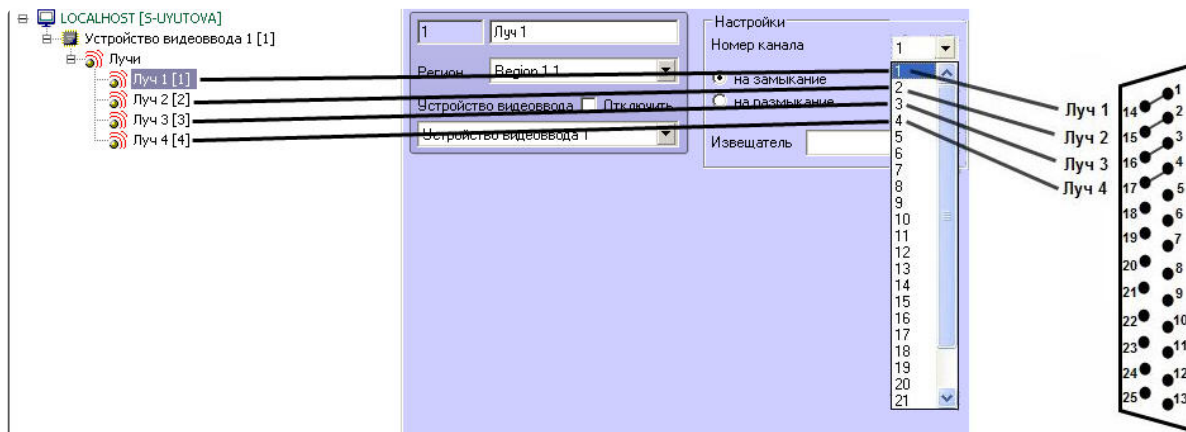 LOCALHOST [S-UYUTOVA]
Устройство видеоввода 1 [1]
Лучи
Луч 1 [1]
Луч 2 [2]
Луч 3 [3]
Луч 4 [4]
1 Луч 1
Регион Region 1.1
Устройство видеоввода Отключить
Устройство видеоввода 1
Настройки
Номер канала 1
на замыкание
на размыкание
Извещатель
1
2
3
4
5
6
7
8
9
10
11
12
13
14
15
16
17
18
19
20
21
Луч 1
Луч 2
Луч 3
Луч 4
1
14
2
15
3
16
4
17
5
18
6
19
7
20
8
21
9
22
10
23
11
24
12
25
13